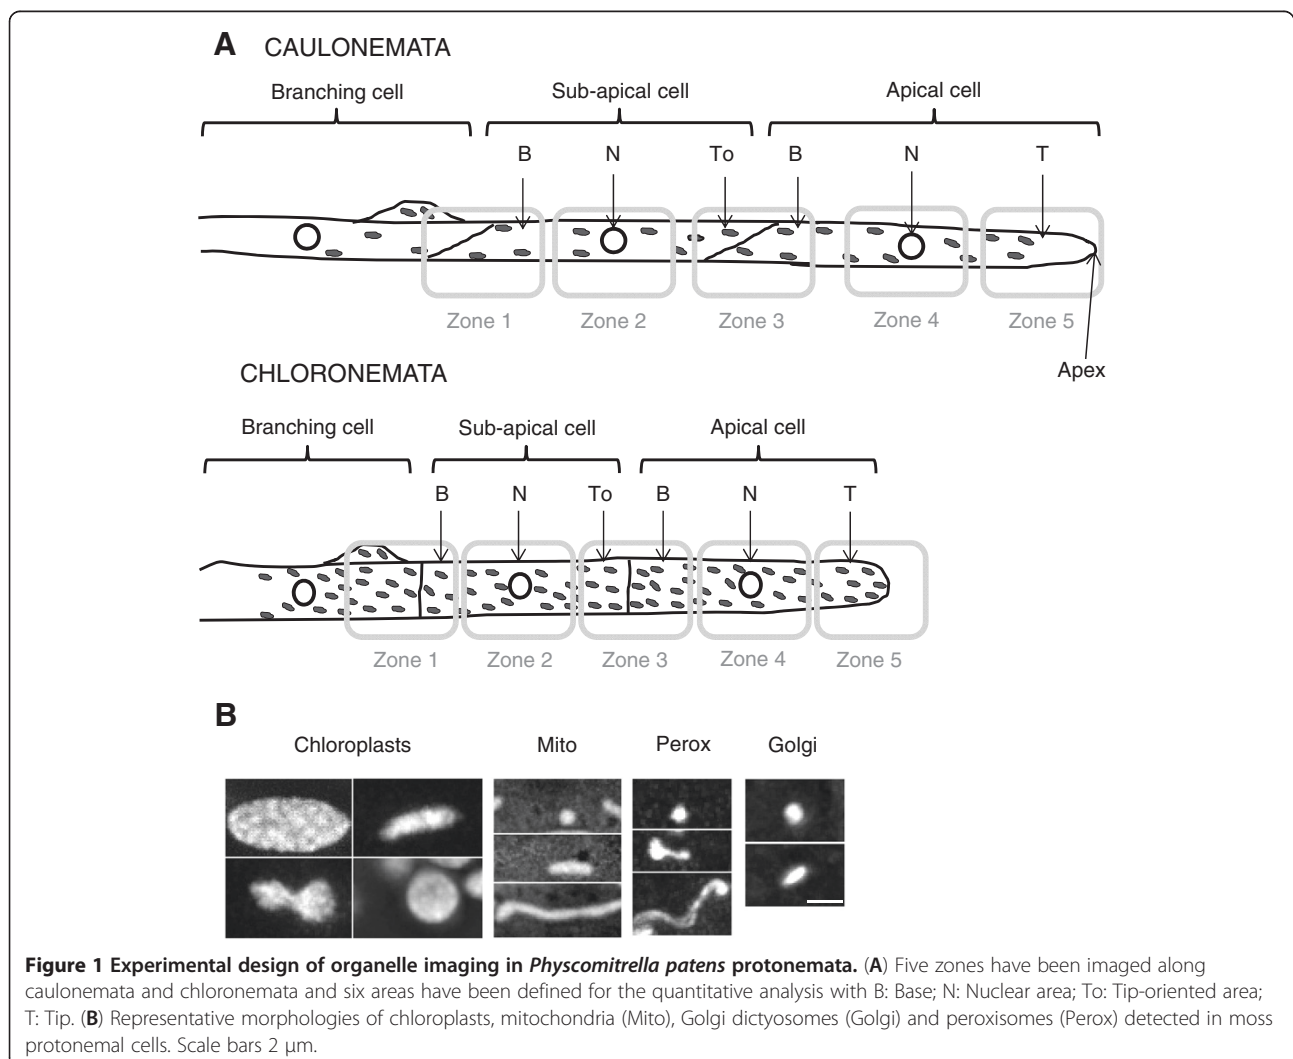 A CAULONEMATA
Branching cell Sub-apical cell Apical cell
B N To B N T
Zone 1 Zone 2 Zone 3 Zone 4 Zone 5
Apex
CHLORONEMATA
Branching cell Sub-apical cell Apical cell
B N To B N T
Zone 1 Zone 2 Zone 3 Zone 4 Zone 5
B
Chloroplasts Mito Perox Golgi
Figure 1 Experimental design of organelle imaging in Physcomitrella patens protonemata. (A) Five zones have been imaged along
caulonemata and chloronemata and six areas have been defined for the quantitative analysis with B: Base; N: Nuclear area; To: Tip-oriented area;
T: Tip. (B) Representative morphologies of chloroplasts, mitochondria (Mito), Golgi dictyosomes (Golgi) and peroxisomes (Perox) detected in moss
protonemal cells. Scale bars 2 μm.